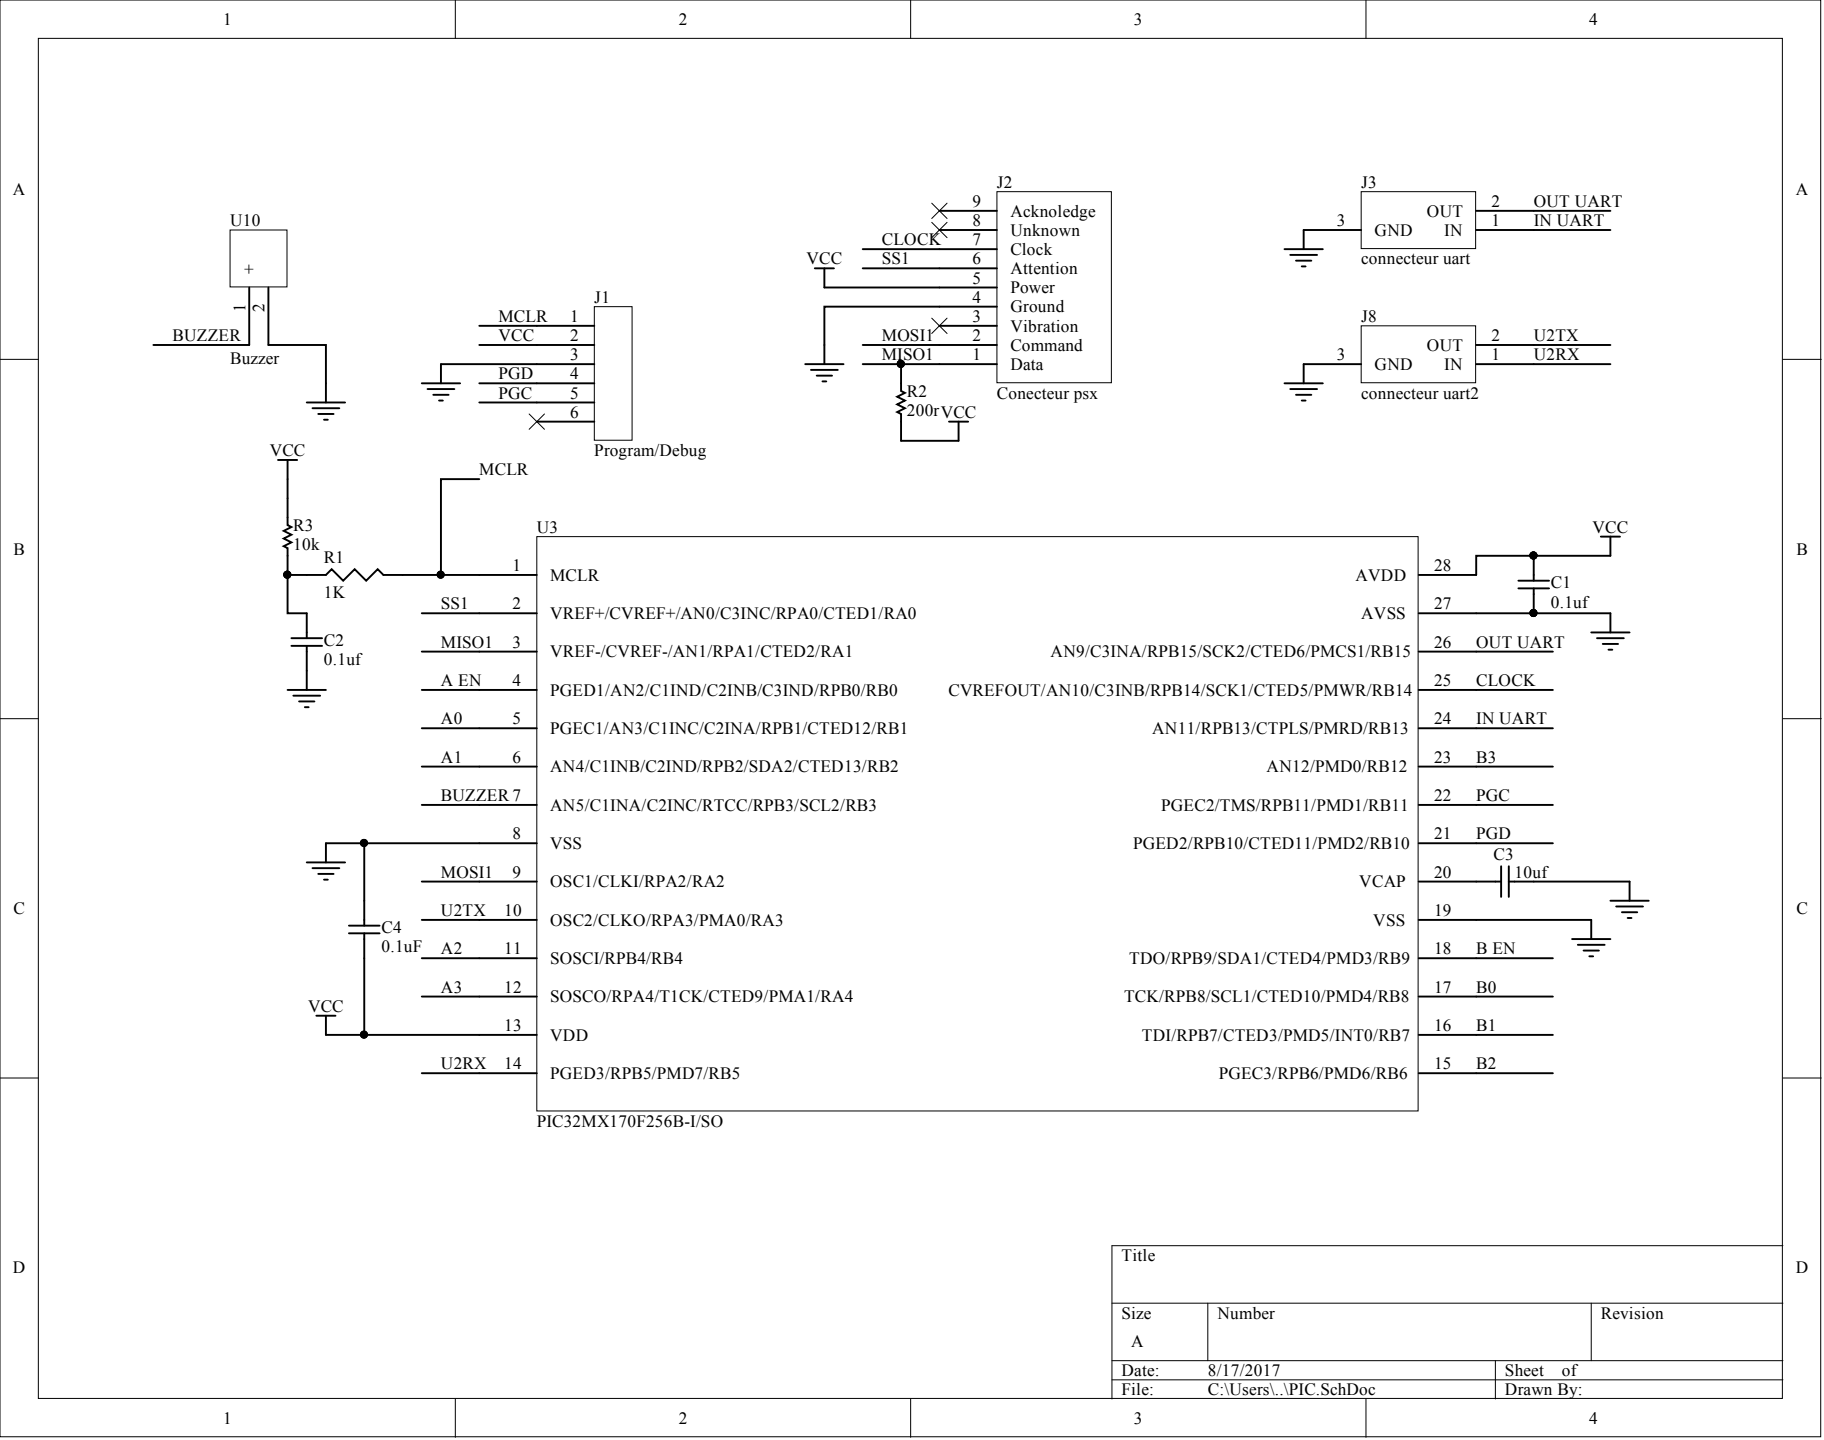 1 2 3 4
A A
B B
C C
D D
U10
+
1
2
BUZZER
Buzzer
J1
MCLR 1
VCC 2
3
PGD 4
PGC 5
6
Program/Debug
J2
9 Acknoledge
8 Unknown
CLOCK 7 Clock
SS1 6 Attention
VCC
5 Power
4 Ground
3 Vibration
MOSI1 2 Command
MISO1 1 Data
Conecteur psx
R2
200r
VCC
J3
OUT 2 OUT UART
3 GND IN 1 IN UART
connecteur uart
J8
OUT 2 U2TX
3 GND IN 1 U2RX
connecteur uart2
VCC
R3
10k
R1
1K
MCLR
C2
0.1uf
U3
1 MCLR
SS1 2 VREF+/CVREF+/AN0/C3INC/RPA0/CTED1/RA0
MISO1 3 VREF-/CVREF-/AN1/RPA1/CTED2/RA1
A EN 4 PGED1/AN2/C1IND/C2INB/C3IND/RPB0/RB0
A0 5 PGEC1/AN3/C1INC/C2INA/RPB1/CTED12/RB1
A1 6 AN4/C1INB/C2IND/RPB2/SDA2/CTED13/RB2
BUZZER 7 AN5/C1INA/C2INC/RTCC/RPB3/SCL2/RB3
8 VSS
MOSI1 9 OSC1/CLKI/RPA2/RA2
U2TX 10 OSC2/CLKO/RPA3/PMA0/RA3
C4
0.1uF
A2 11 SOSCI/RPB4/RB4
A3 12 SOSCO/RPA4/T1CK/CTED9/PMA1/RA4
VCC
13 VDD
U2RX 14 PGED3/RPB5/PMD7/RB5
VCC
AVDD 28
C1
0.1uf
AVSS 27
AN9/C3INA/RPB15/SCK2/CTED6/PMCS1/RB15 26 OUT UART
CVREFOUT/AN10/C3INB/RPB14/SCK1/CTED5/PMWR/RB14 25 CLOCK
AN11/RPB13/CTPLS/PMRD/RB13 24 IN UART
AN12/PMD0/RB12 23 B3
PGEC2/TMS/RPB11/PMD1/RB11 22 PGC
PGED2/RPB10/CTED11/PMD2/RB10 21 PGD
C3
10uf
VCAP 20
VSS 19
TDO/RPB9/SDA1/CTED4/PMD3/RB9 18 B EN
TCK/RPB8/SCL1/CTED10/PMD4/RB8 17 B0
TDI/RPB7/CTED3/PMD5/INT0/RB7 16 B1
PGEC3/RPB6/PMD6/RB6 15 B2
PIC32MX170F256B-I/SO
Title
Size Number Revision
A
Date: 8/17/2017 Sheet of
File: C:\Users\..\PIC.SchDoc Drawn By:
1 2 3 4